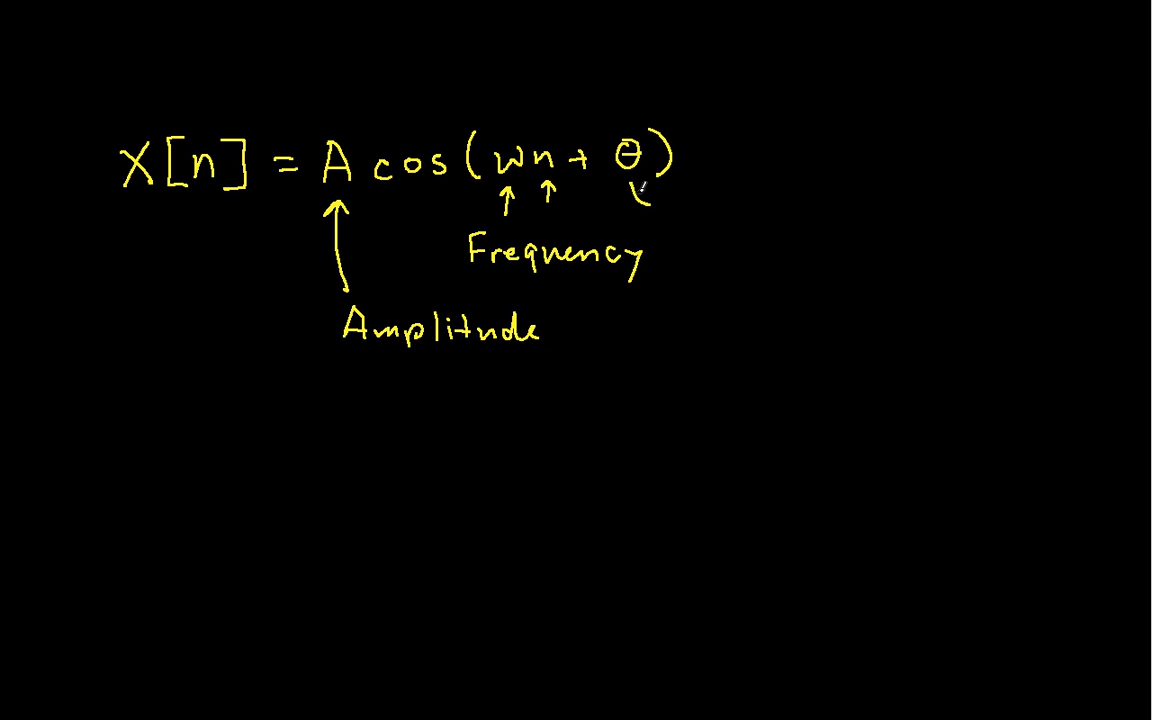 X[n] = A cos(wn + θ)
Frequency
Amplitude